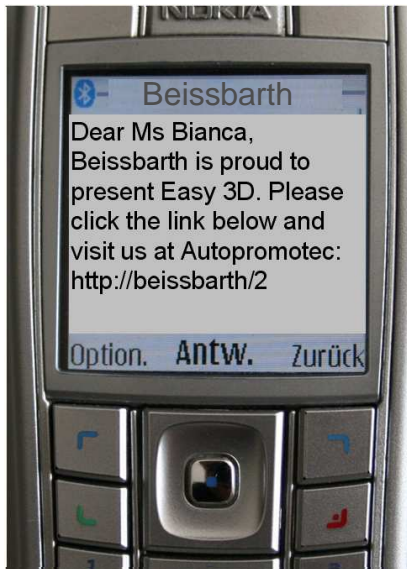 NOKIA
Beissbarth
Dear Ms Bianca,
Beissbarth is proud to
present Easy 3D. Please
click the link below and
visit us at Autopromotec:
http://beissbarth/2
Option. Antw. Zurück